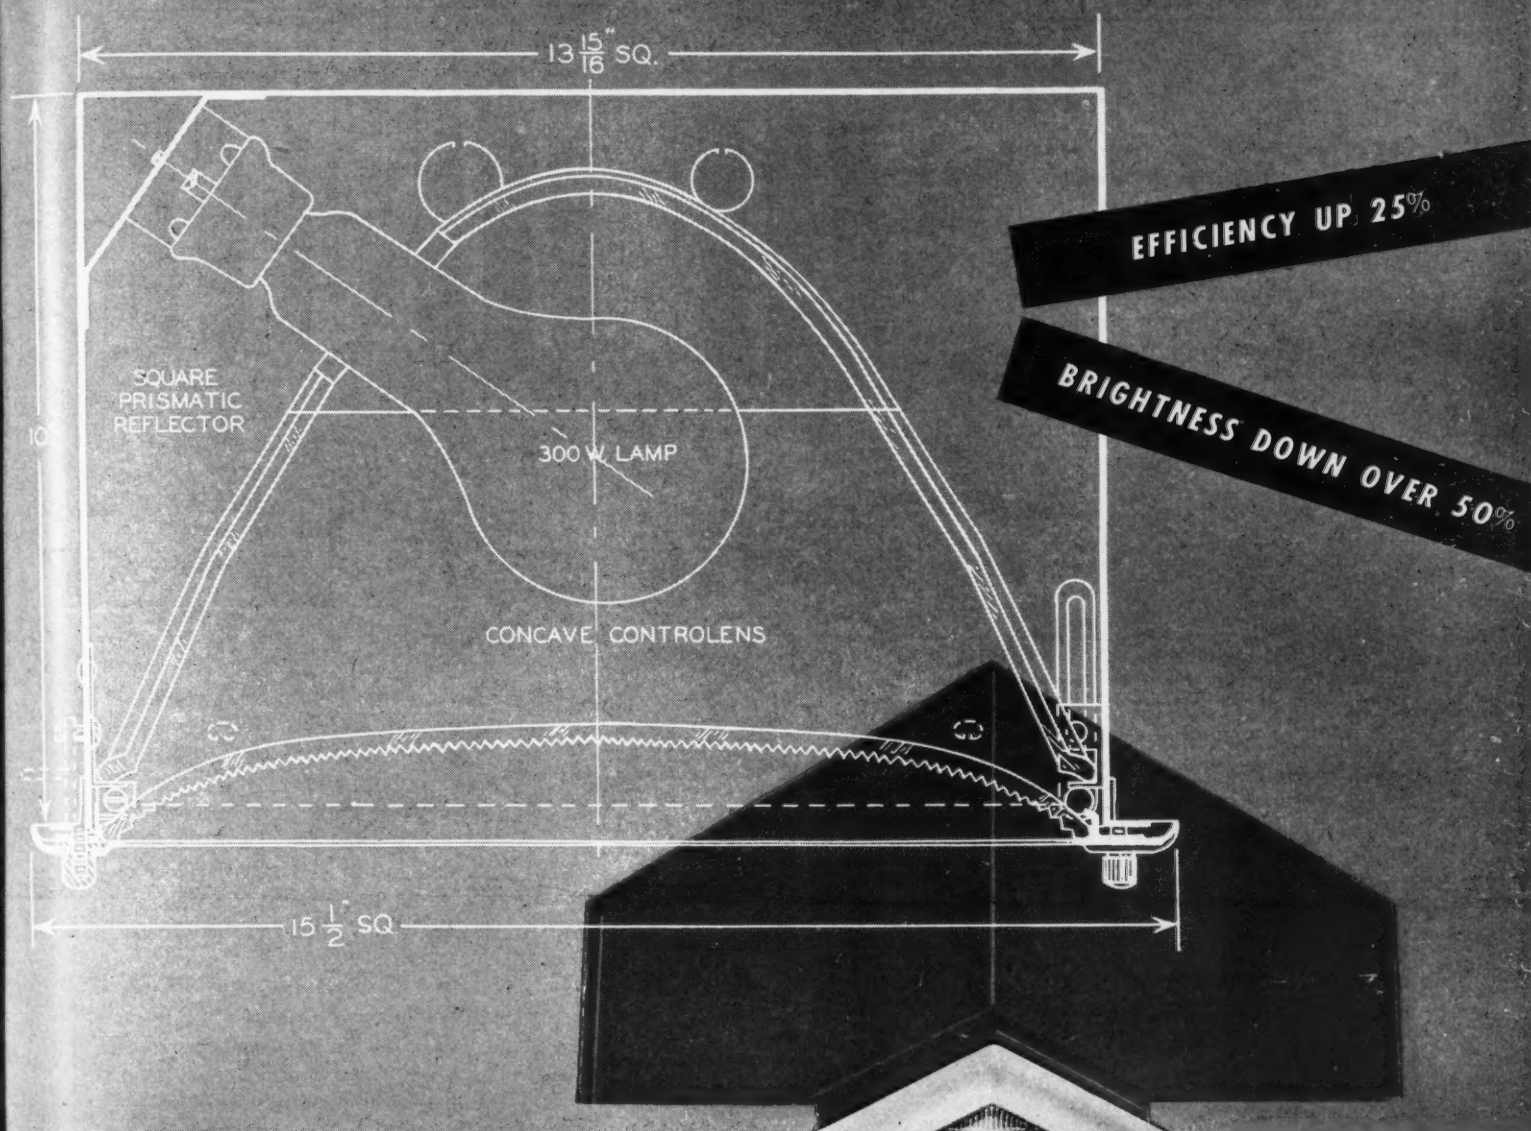 13 15/16" SQ.
EFFICIENCY UP 25%
BRIGHTNESS DOWN OVER 50%
SQUARE
PRISMATIC
REFLECTOR
10"
300 W. LAMP
CONCAVE CONTROLENS
15 1/2" SQ